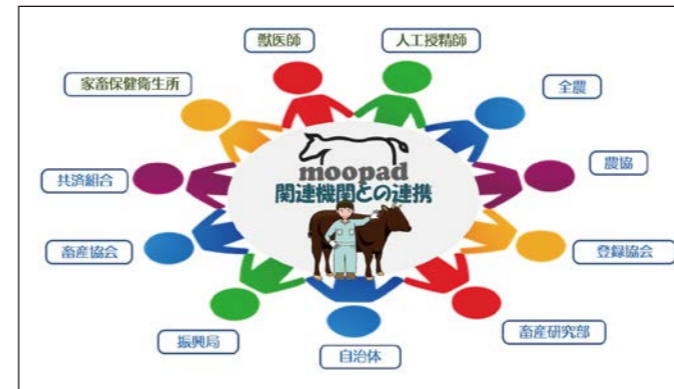 獣医師
人工授精師
家畜保健衛生所
全農
共済組合
農協
moopad
関連機関との連携
畜産協会
登録協会
振興局
自治体
畜産研究部